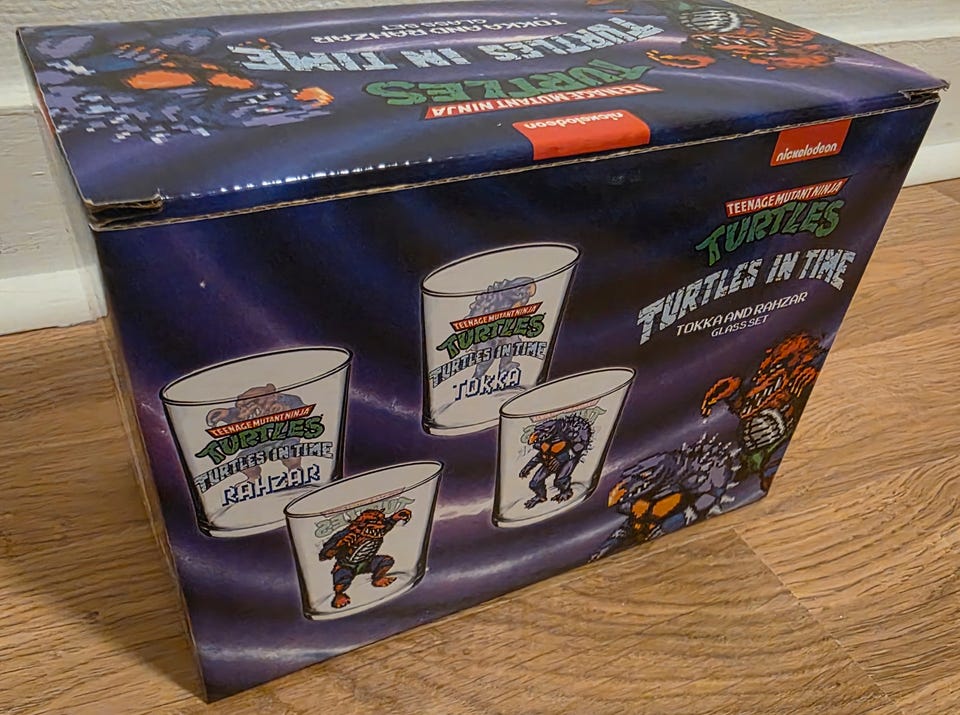 TOKKA AND RAHZAR
GLASS SET
TURTLES IN TIME
TEENAGE MUTANT NINJA
TURTLES
nickelodeon
nickelodeon
TEENAGE MUTANT NINJA
TURTLES
TURTLES IN TIME
TOKKA AND RAHZAR
GLASS SET
TEENAGE MUTANT NINJA
TURTLES
TURTLES IN TIME
TOKKA
TEENAGE MUTANT NINJA
TURTLES
TURTLES IN TIME
RAHZAR
TURTLES